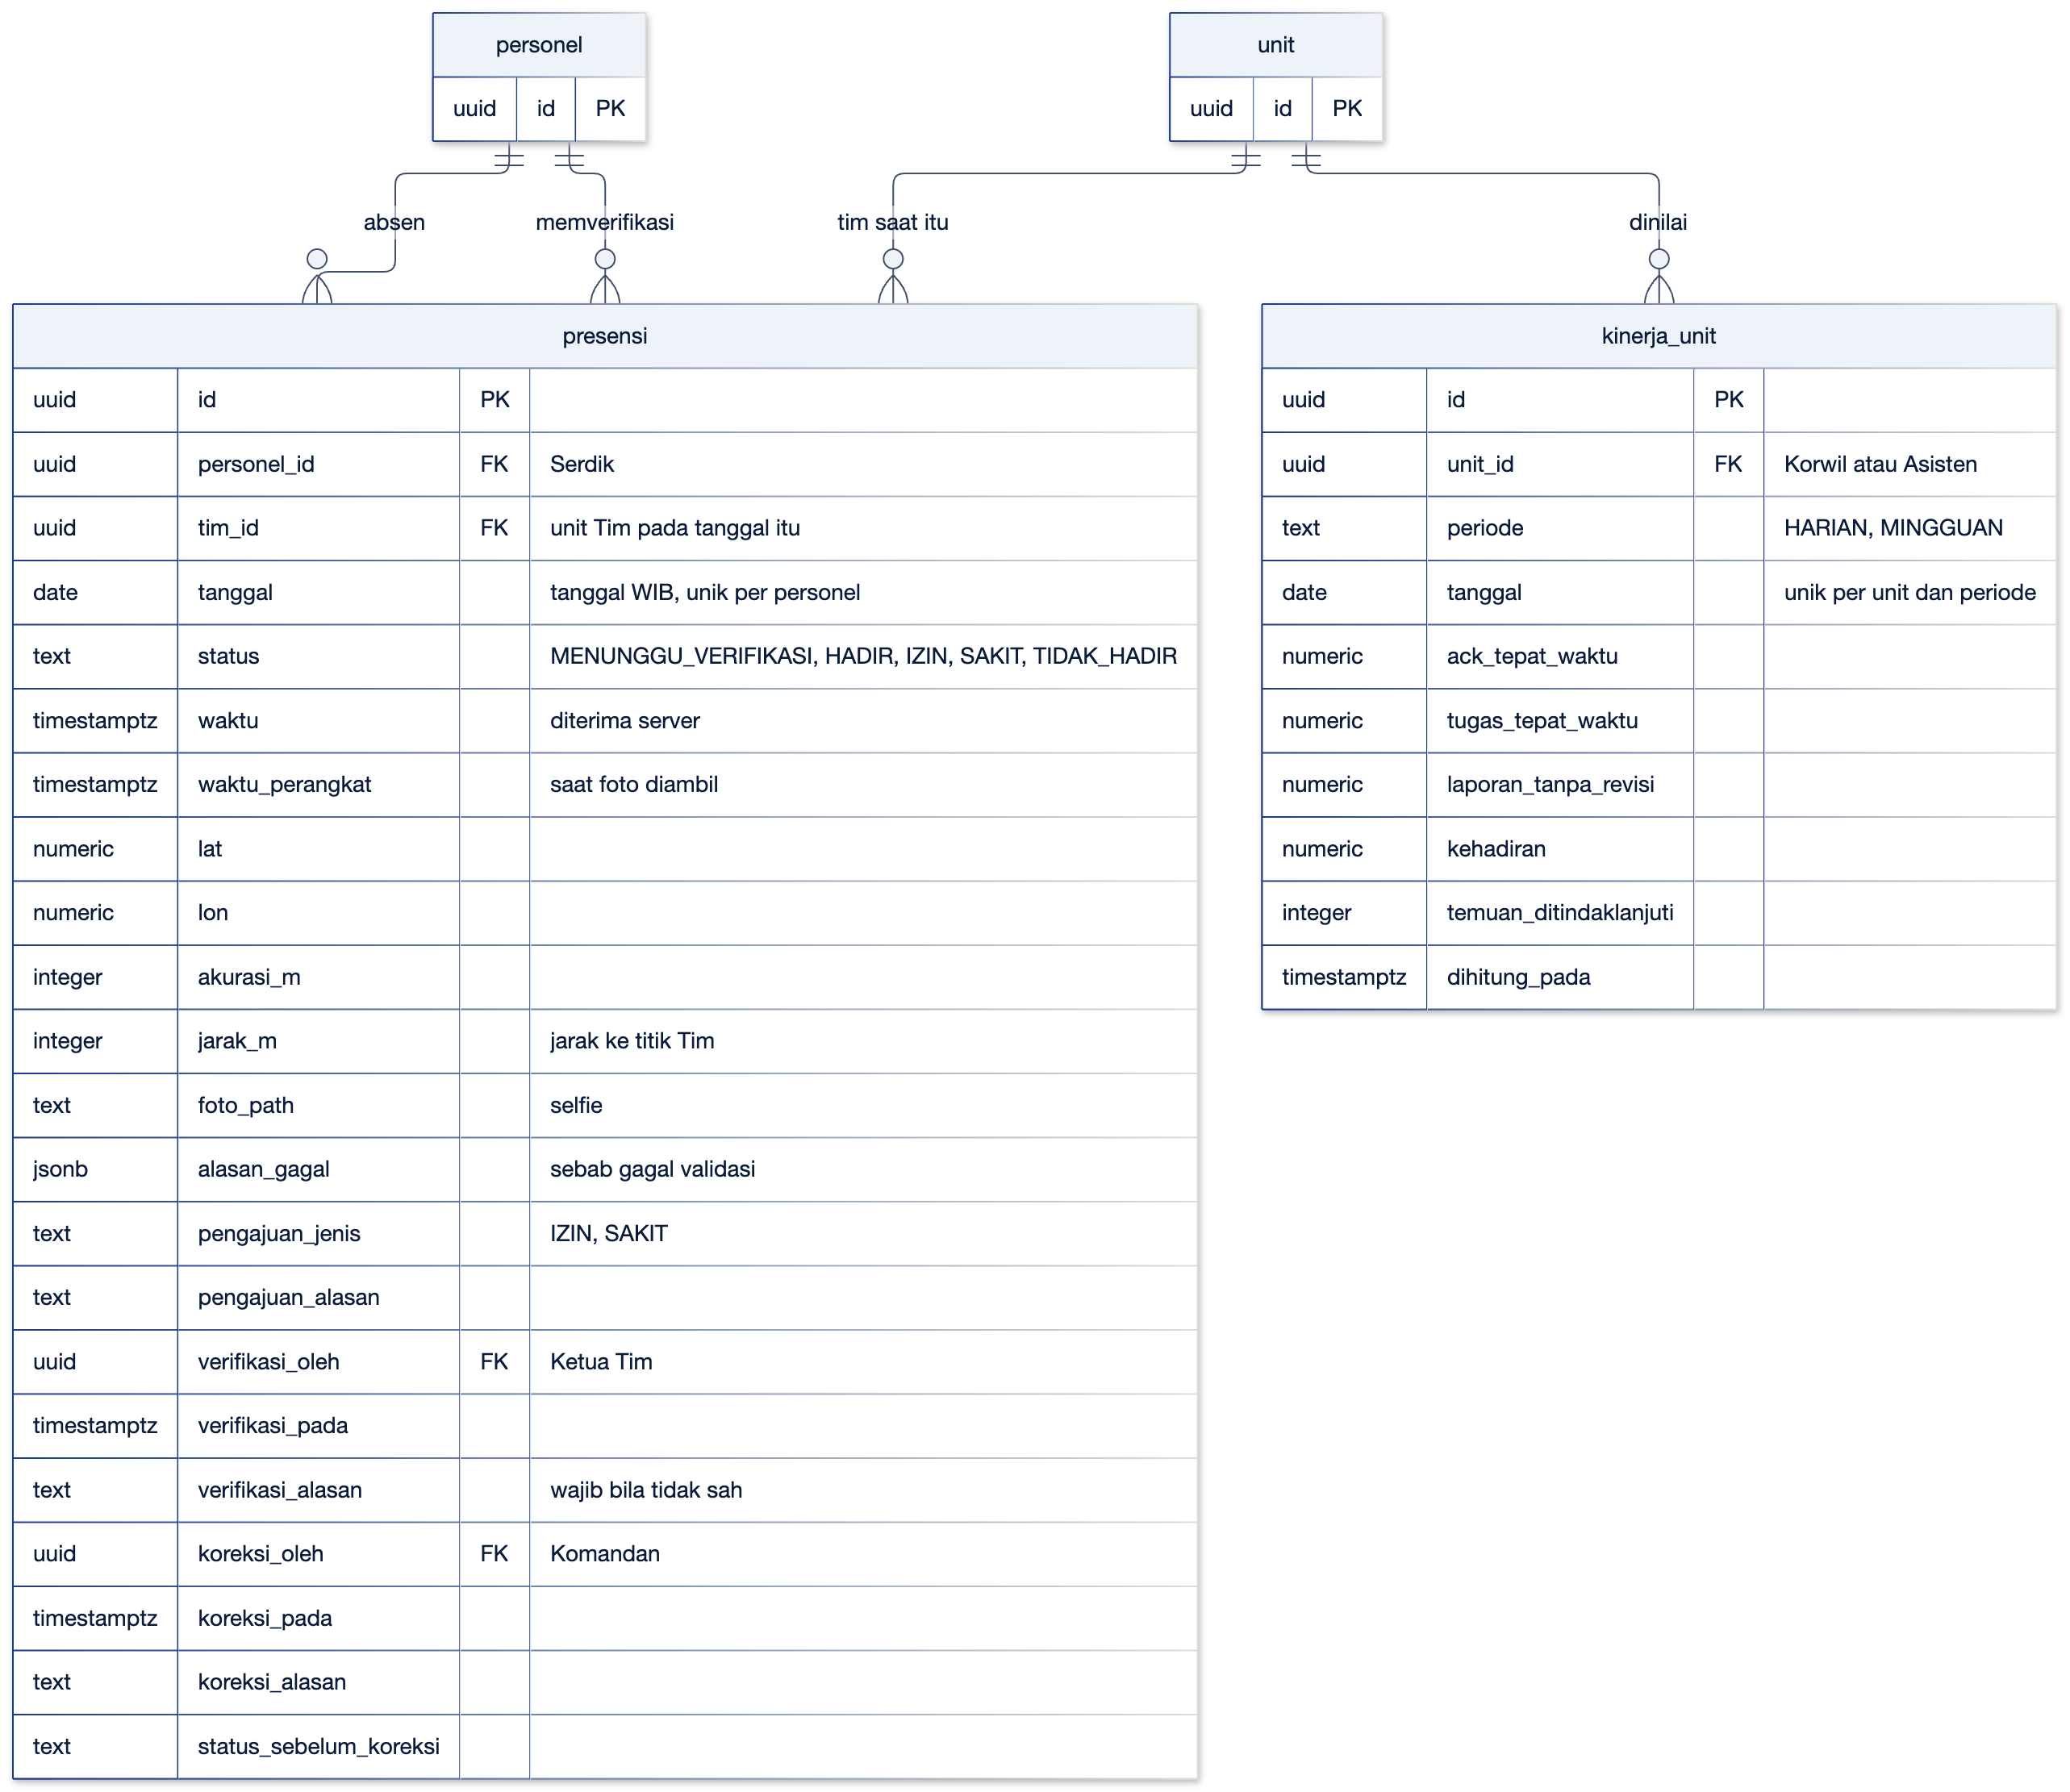 personel
uuid id PK
unit
uuid id PK
absen
memverifikasi
tim saat itu
dinilai
presensi
uuid id PK
uuid personel_id FK Serdik
uuid tim_id FK unit Tim pada tanggal itu
date tanggal tanggal WIB, unik per personel
text status MENUNGGU_VERIFIKASI, HADIR, IZIN, SAKIT, TIDAK_HADIR
timestamptz waktu diterima server
timestamptz waktu_perangkat saat foto diambil
numeric lat
numeric lon
integer akurasi_m
integer jarak_m jarak ke titik Tim
text foto_path selfie
jsonb alasan_gagal sebab gagal validasi
text pengajuan_jenis IZIN, SAKIT
text pengajuan_alasan
uuid verifikasi_oleh FK Ketua Tim
timestamptz verifikasi_pada
text verifikasi_alasan wajib bila tidak sah
uuid koreksi_oleh FK Komandan
timestamptz koreksi_pada
text koreksi_alasan
text status_sebelum_koreksi
kinerja_unit
uuid id PK
uuid unit_id FK Korwil atau Asisten
text periode HARIAN, MINGGUAN
date tanggal unik per unit dan periode
numeric ack_tepat_waktu
numeric tugas_tepat_waktu
numeric laporan_tanpa_revisi
numeric kehadiran
integer temuan_ditindaklanjuti
timestamptz dihitung_pada